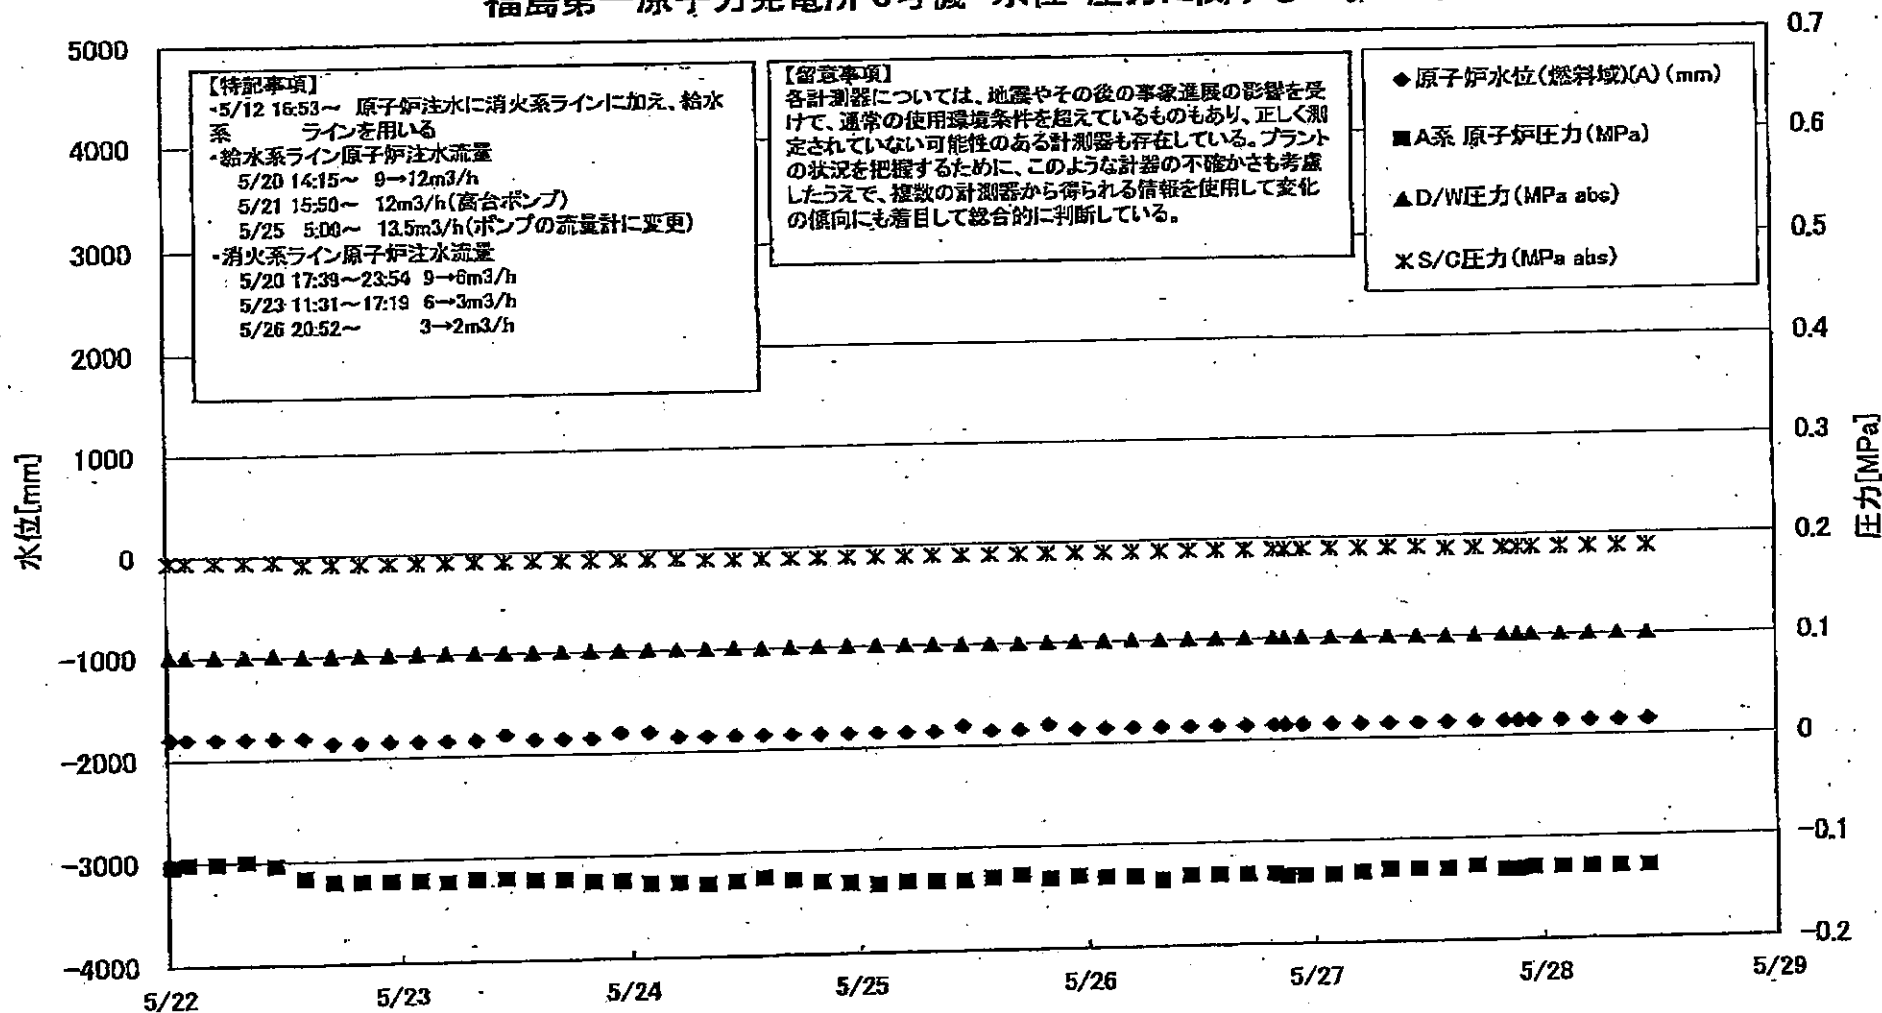 5000
4000
3000
2000
1000
0
-1000
-2000
-3000
-4000
水位[mm]
【特記事項】
・5/12 16:53～ 原子炉注水に消火系ラインに加え、給水
系 ラインを用いる
・給水系ライン原子炉注水流量
5/20 14:15～ 9→12m3/h
5/21 15:50～ 12m3/h(高台ポンプ)
5/25 5:00～ 13.5m3/h(ポンプの流量計に変更)
・消火系ライン原子炉注水流量
5/20 17:39～23:54 9→6m3/h
5/23 11:31～17:19 6→3m3/h
5/26 20:52～ 3→2m3/h
【留意事項】
各計測器については、地震やその後の事象進展の影響を受
けて、通常の使用環境条件を超えているものもあり、正しく測
定されていない可能性のある計測器も存在している。プラント
の状況を把握するために、このような計器の不確かさも考慮
したうえで、複数の計測器から得られる情報を使用して変化
の傾向にも着目して総合的に判断している。
原子炉水位(燃料域)(A)(mm)
A系 原子炉圧力(MPa)
D/W圧力(MPa abs)
S/C圧力(MPa abs)
0.7
0.6
0.5
0.4
0.3
0.2
0.1
0
-0.1
-0.2
圧力[MPa]
5/22
5/23
5/24
5/25
5/26
5/27
5/28
5/29